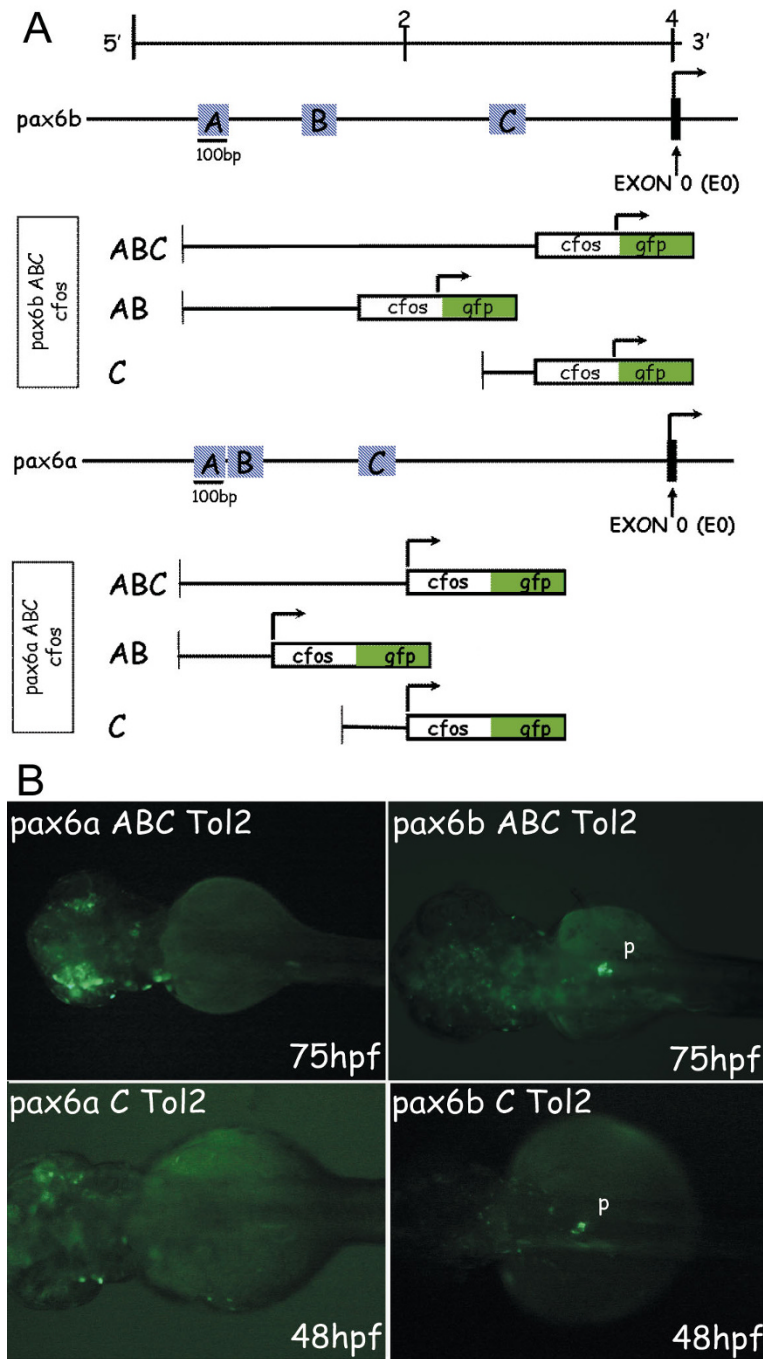 A
5' 2 4 3'
pax6b A B C
100bp
EXON 0 (E0)
pax6b ABC
cfos
ABC cfos gfp
AB cfos gfp
C cfos gfp
pax6a A B C
100bp
EXON 0 (E0)
pax6a ABC
cfos
ABC cfos gfp
AB cfos gfp
C cfos gfp
B
pax6a ABC Tol2
75hpf
pax6b ABC Tol2
p
75hpf
pax6a C Tol2
48hpf
pax6b C Tol2
p
48hpf